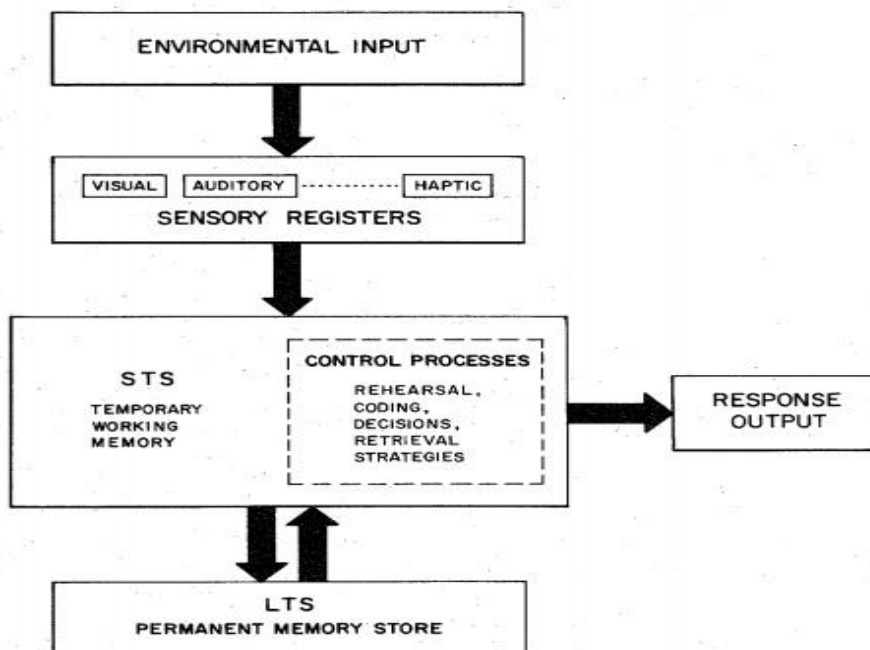 ENVIRONMENTAL INPUT
VISUAL AUDITORY HAPTIC
SENSORY REGISTERS
STS
TEMPORARY
WORKING
MEMORY
CONTROL PROCESSES
REHEARSAL,
CODING,
DECISIONS,
RETRIEVAL
STRATEGIES
RESPONSE
OUTPUT
LTS
PERMANENT MEMORY STORE